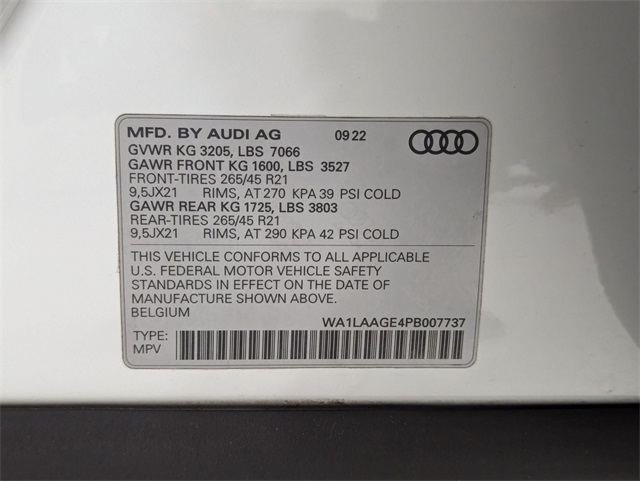 MFD. BY AUDI AG 09 22
GVWR KG 3205, LBS 7066
GAWR FRONT KG 1600, LBS 3527
FRONT-TIRES 265/45 R21
9,5JX21 RIMS, AT 270 KPA 39 PSI COLD
GAWR REAR KG 1725, LBS 3803
REAR-TIRES 265/45 R21
9,5JX21 RIMS, AT 290 KPA 42 PSI COLD
THIS VEHICLE CONFORMS TO ALL APPLICABLE
U.S. FEDERAL MOTOR VEHICLE SAFETY
STANDARDS IN EFFECT ON THE DATE OF
MANUFACTURE SHOWN ABOVE.
BELGIUM WA1LAAGE4PB007737
TYPE:
MPV